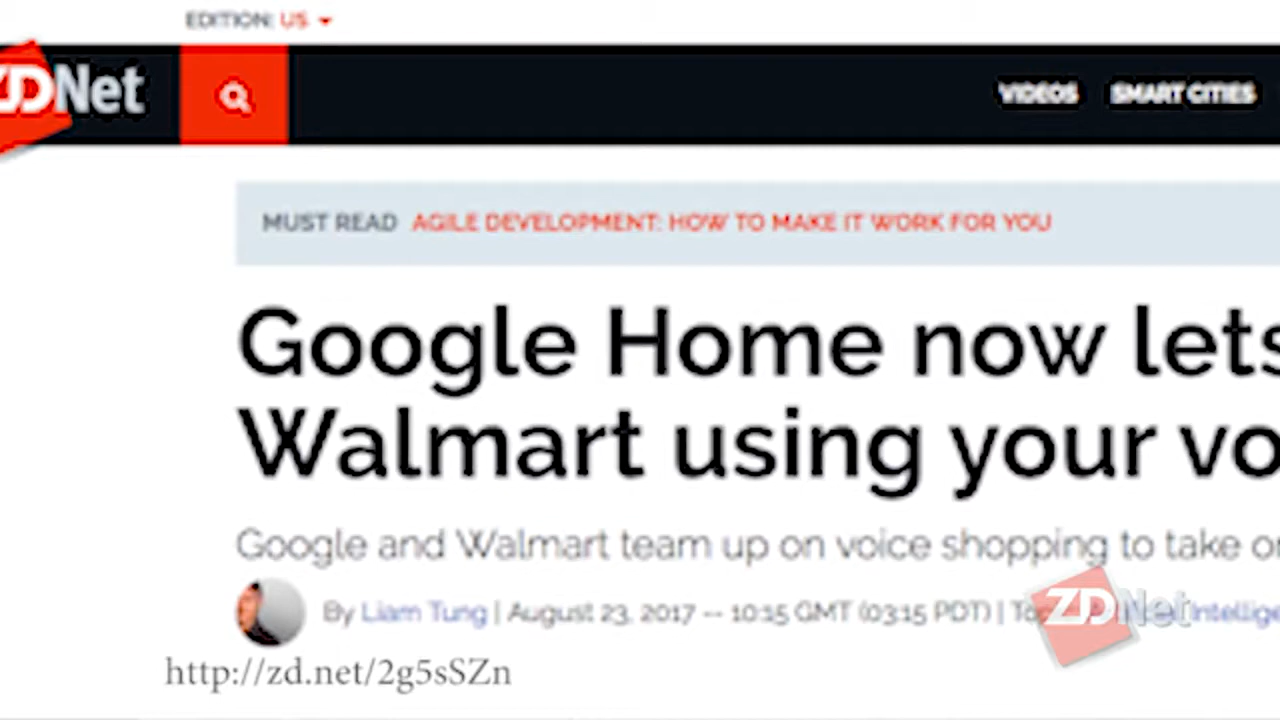 EDITION: US
ZDNet
VIDEOS SMART CITIES
MUST READ AGILE DEVELOPMENT: HOW TO MAKE IT WORK FOR YOU
Google Home now lets
Walmart using your vo
Google and Walmart team up on voice shopping to take o
By Liam Tung | August 23, 2017 -- 10:15 GMT (03:15 PDT) |
ZDNet
http://zd.net/2g5sSZn